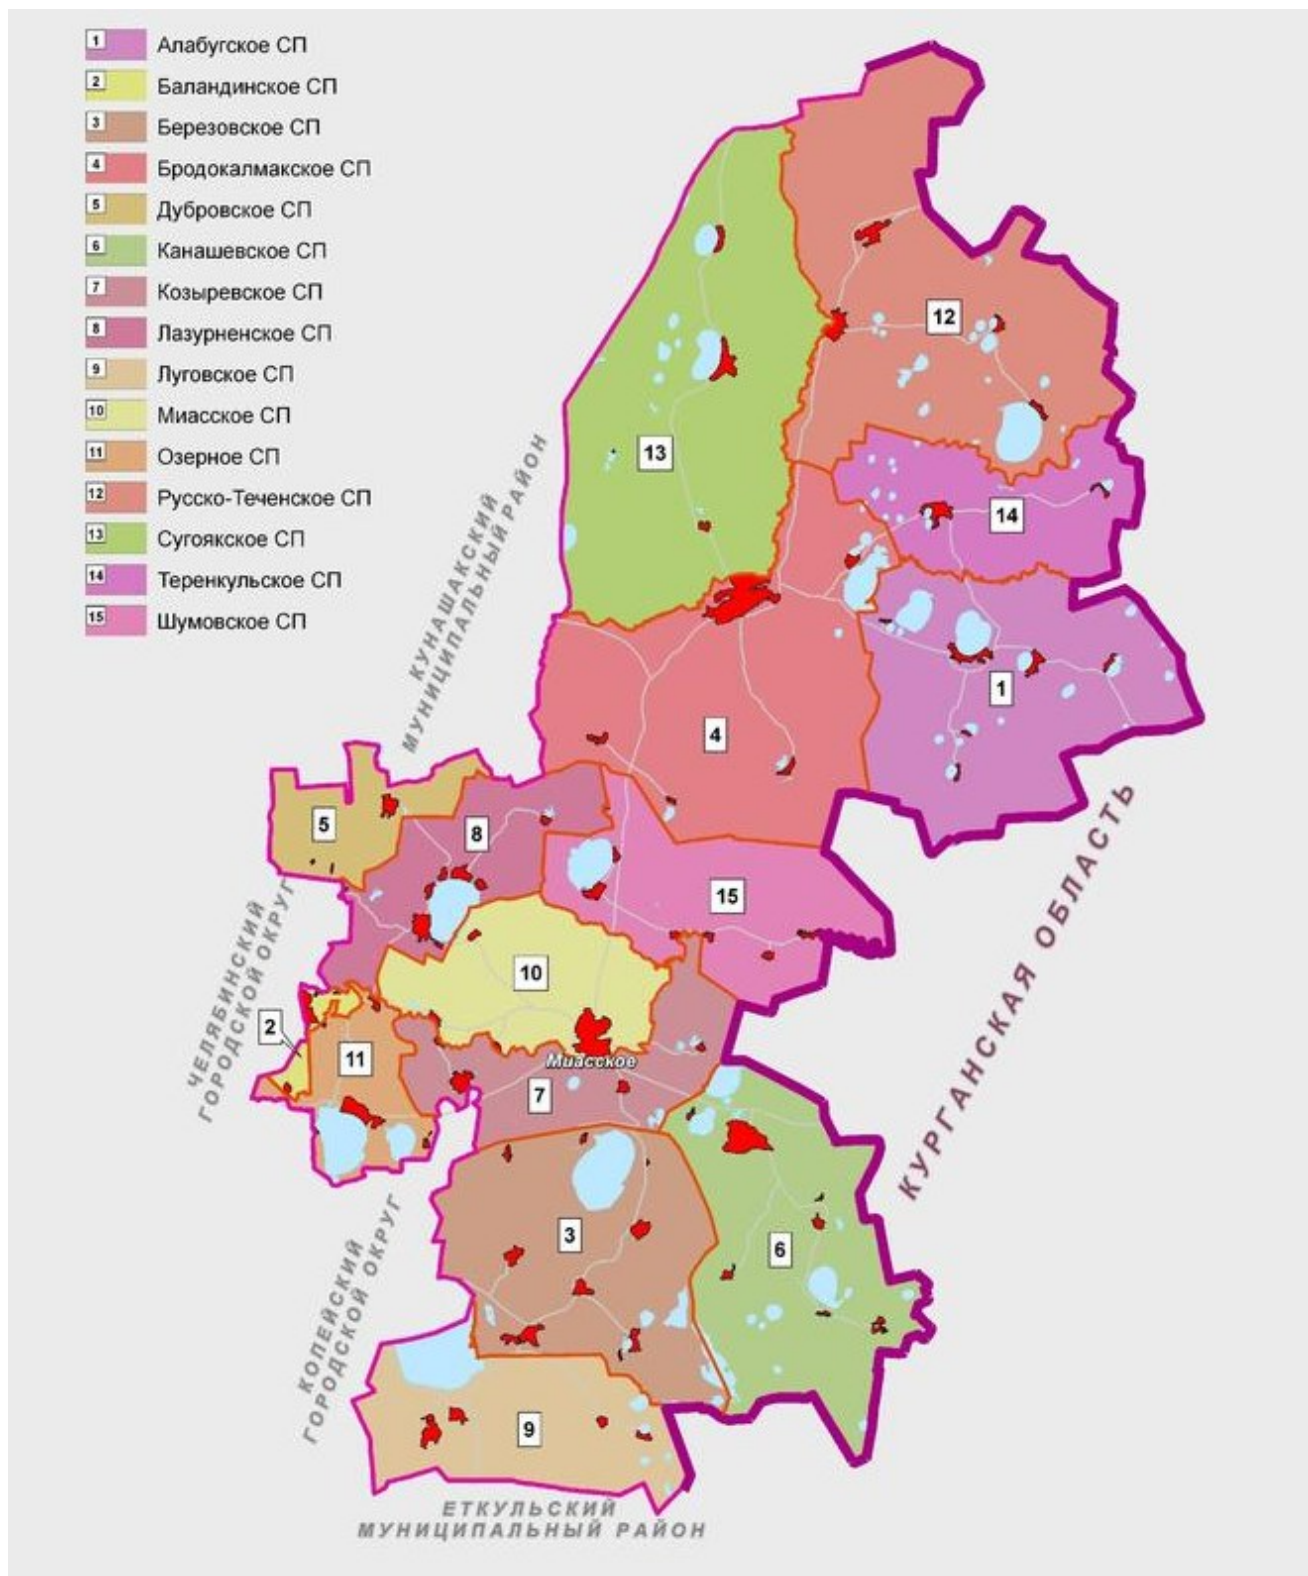 1 Алабугское СП
2 Баландинское СП
3 Березовское СП
4 Бродокалмакское СП
5 Дубровское СП
6 Канашевское СП
7 Козыревское СП
8 Лазурненское СП
9 Луговское СП
10 Миасское СП
11 Озерное СП
12 Русско-Теченское СП
13 Сугоякское СП
14 Теренкульское СП
15 Шумовское СП
12
13
14
1
4
5
8
15
10
2
11
Миасское
7
3
6
9
КУНАШАКСКИЙ
МУНИЦИПАЛЬНЫЙ РАЙОН
ЧЕЛЯБИНСКИЙ
ГОРОДСКОЙ ОКРУГ
КУРГАНСКАЯ ОБЛАСТЬ
КОПЕЙСКИЙ
ГОРОДСКОЙ ОКРУГ
ЕТКУЛЬСКИЙ
МУНИЦИПАЛЬНЫЙ РАЙОН